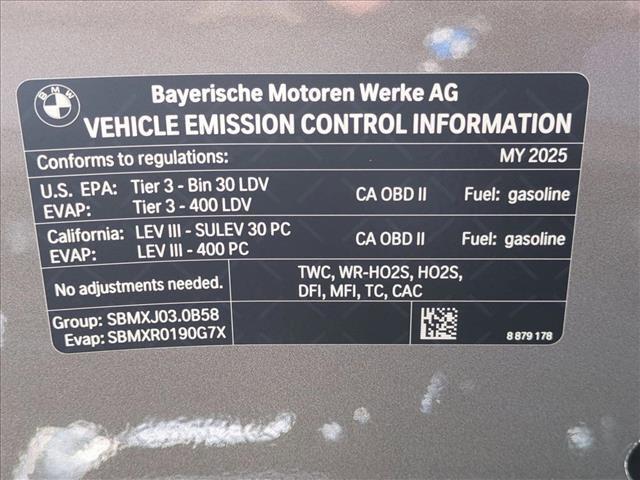 BMW
Bayerische Motoren Werke AG
VEHICLE EMISSION CONTROL INFORMATION
Conforms to regulations: MY 2025
U.S. EPA: Tier 3 - Bin 30 LDV CA OBD II Fuel: gasoline
EVAP: Tier 3 - 400 LDV
California: LEV III - SULEV 30 PC CA OBD II Fuel: gasoline
EVAP: LEV III - 400 PC
No adjustments needed.
TWC, WR-HO2S, HO2S,
DFI, MFI, TC, CAC
Group: SBMXJ03.0B58
Evap: SBMXR0190G7X
8 879 178